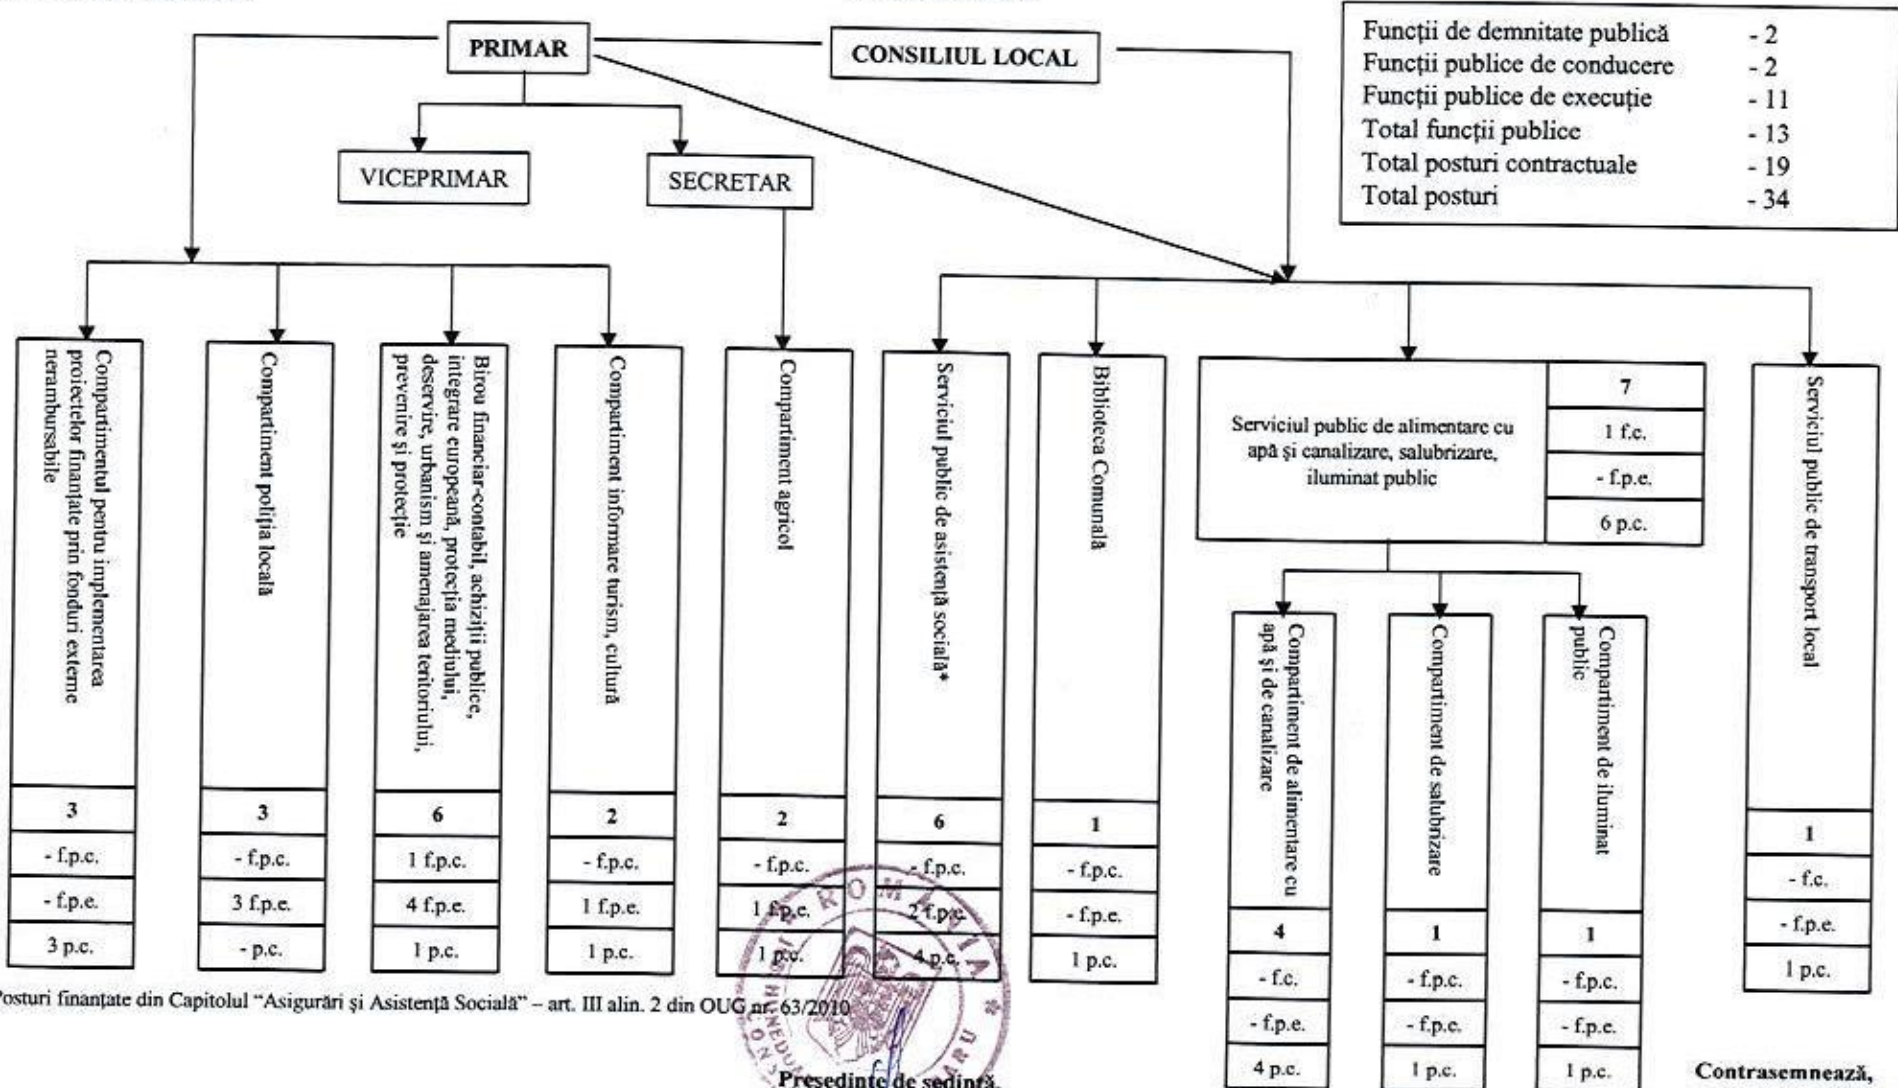 PRIMAR
CONSILIUL LOCAL
Funcții de demnitate publică - 2
Funcții publice de conducere - 2
Funcții publice de execuție - 11
Total funcții publice - 13
Total posturi contractuale - 19
Total posturi - 34
VICEPRIMAR
SECRETAR
Compartimentul pentru implementarea
proiectelor finanțate prin fonduri externe
nerambursabile
3
- f.p.c.
- f.p.e.
3 p.c.
Compartiment poliția locală
3
- f.p.c.
3 f.p.e.
- p.c.
Birou financiar-contabil, achiziții publice,
integrare europeană, protecția mediului,
deservire, urbanism și amenajarea teritoriului,
prevenire și protecție
6
1 f.p.c.
4 f.p.e.
1 p.c.
Compartiment informare turism, cultură
2
- f.p.c.
1 f.p.e.
1 p.c.
Compartiment agricol
2
- f.p.c.
1 f.p.e.
1 p.c.
Serviciul public de asistență socială*
6
- f.p.c.
2 f.p.e.
4 p.c.
Biblioteca Comunală
1
- f.p.c.
- f.p.e.
1 p.c.
Serviciul public de alimentare cu
apă și canalizare, salubrizare,
iluminat public
7
1 f.c.
- f.p.e.
6 p.c.
Compartiment de alimentare cu
apă și de canalizare
4
- f.c.
- f.p.e.
4 p.c.
Compartiment de salubrizare
1
- f.p.c.
- f.p.e.
1 p.c.
Compartiment de iluminat
public
1
- f.p.c.
- f.p.e.
1 p.c.
Serviciul public de transport local
1
- f.c.
- f.p.e.
1 p.c.
Posturi finanțate din Capitolul “Asigurări și Asistență Socială” – art. III alin. 2 din OUG nr. 63/2010
ROMANIA
Președinte de ședință,
Contrasemnează,